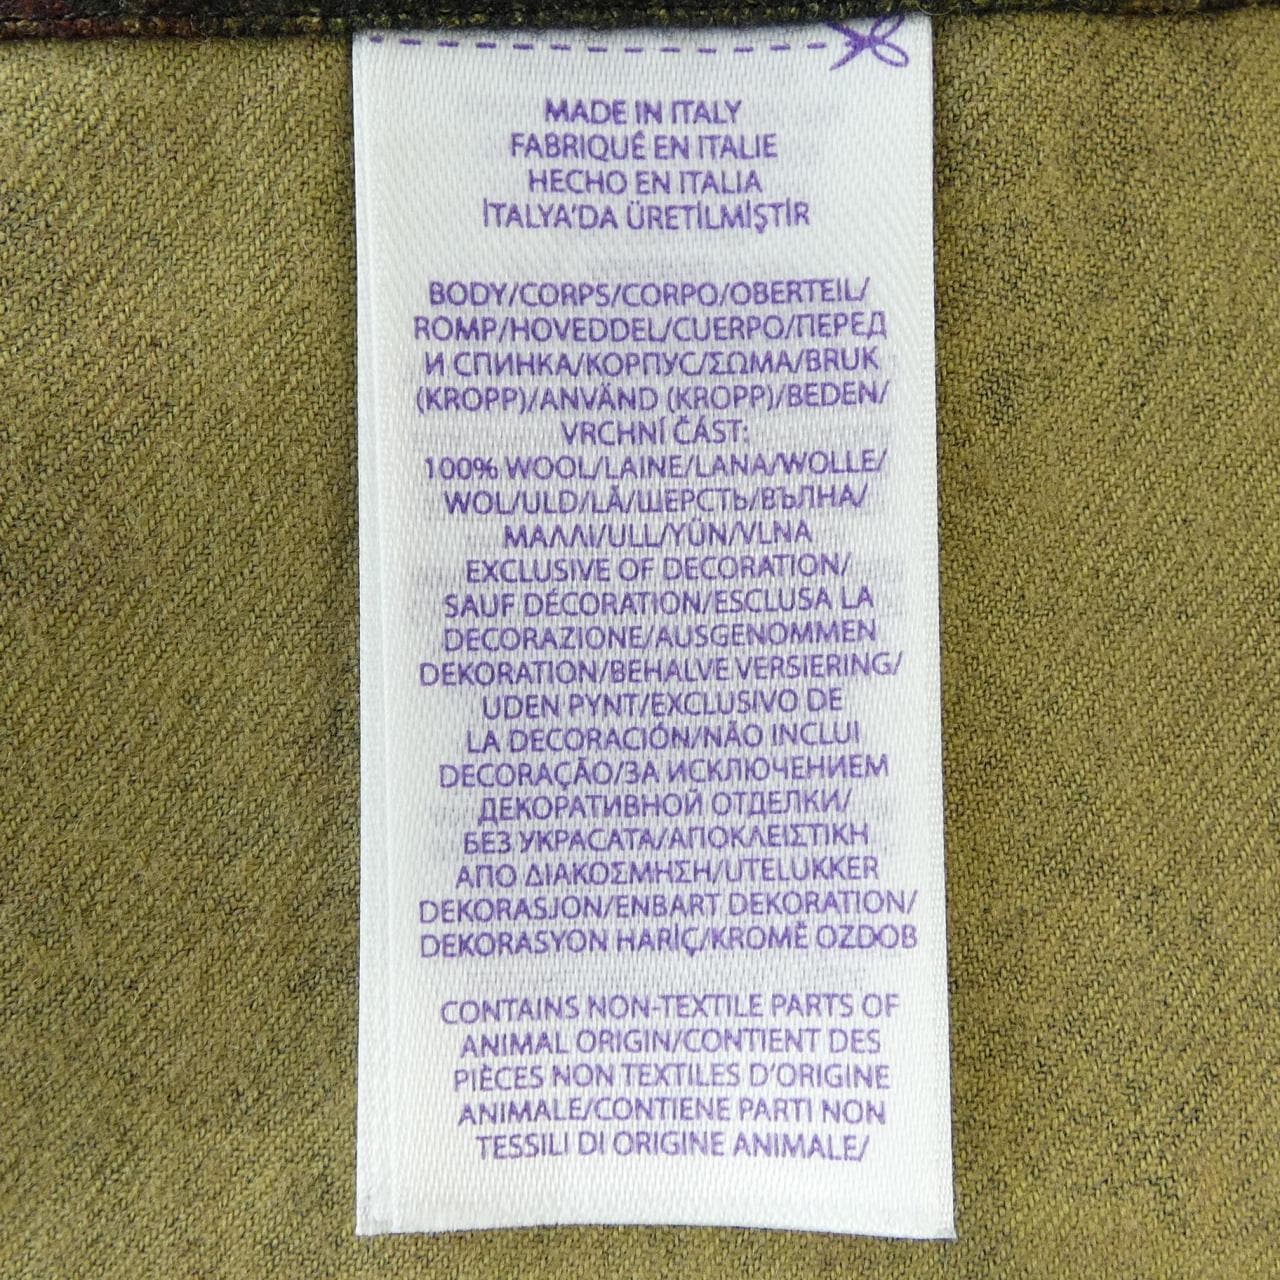 MADE IN ITALY
FABRIQUÉ EN ITALIE
HECHO EN ITALIA
İTALYA'DA ÜRETİLMİŞTİR
BODY/CORPS/CORPO/OBERTEIL/
ROMP/HOVEDDEL/CUERPO/ПЕРЕД
И СПИНКА/КОРПУС/ΣΩΜΑ/BRUK
(KROPP)/ANVÄND (KROPP)/BEDEN/
VRCHNÍ ČÁST:
100% WOOL/LAINE/LANA/WOLLE/
WOL/ULD/LÃ/ШЕРСТЬ/ВЪЛНА/
ΜΑΛΛΙ/ULL/YÜN/VLNA
EXCLUSIVE OF DECORATION/
SAUF DÉCORATION/ESCLUSA LA
DECORAZIONE/AUSGENOMMEN
DEKORATION/BEHALVE VERSIERING/
UDEN PYNT/EXCLUSIVO DE
LA DECORACIÓN/NÃO INCLUI
DECORAÇÃO/ЗА ИСКЛЮЧЕНИЕМ
ДЕКОРАТИВНОЙ ОТДЕЛКИ/
БЕЗ УКРАСАТА/ΑΠΟΚΛΕΙΣΤΙΚΗ
ΑΠΟ ΔΙΑΚΟΣΜΗΣΗ/UTELUKKER
DEKORASJON/ENBART DEKORATION/
DEKORASYON HARİÇ/KROMĚ OZDOB
CONTAINS NON-TEXTILE PARTS OF
ANIMAL ORIGIN/CONTIENT DES
PIÈCES NON TEXTILES D'ORIGINE
ANIMALE/CONTIENE PARTI NON
TESSILI DI ORIGINE ANIMALE/